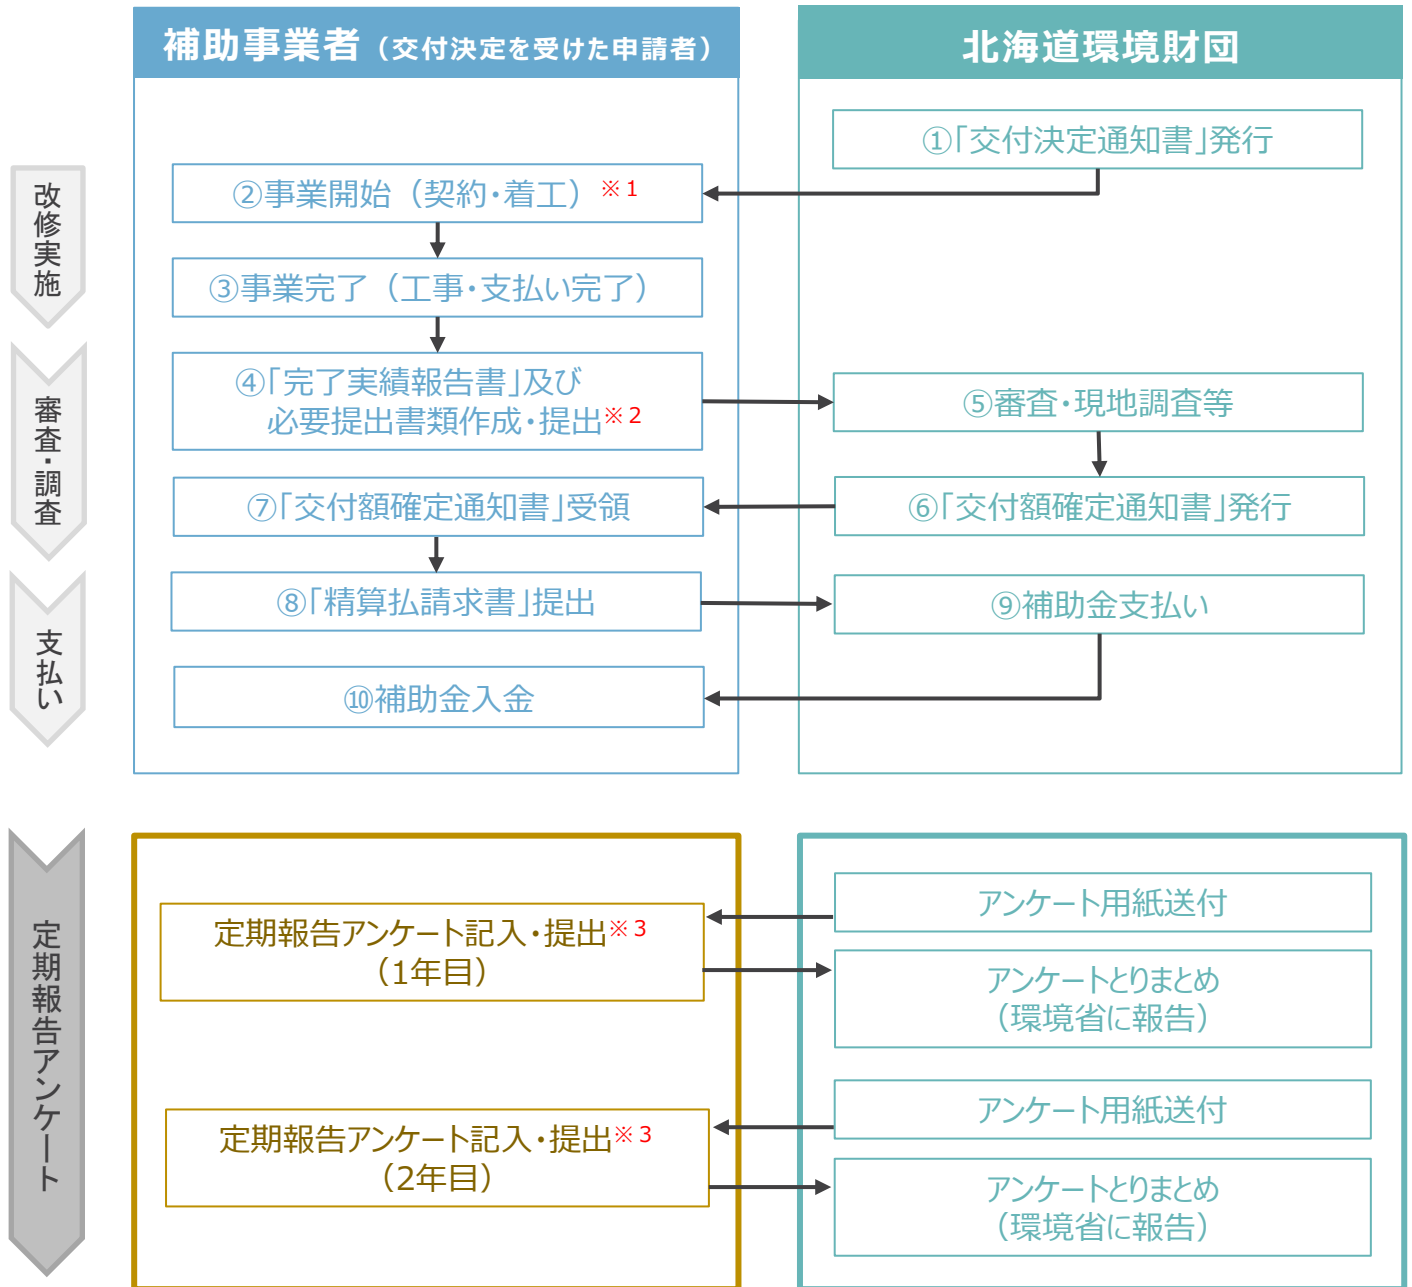 補助事業者（交付決定を受けた申請者）
北海道環境財団
改修実施
①「交付決定通知書」発行
②事業開始（契約・着工）※1
③事業完了（工事・支払い完了）
審査・調査
④「完了実績報告書」及び
必要提出書類作成・提出※2
⑤審査・現地調査等
⑦「交付額確定通知書」受領
⑥「交付額確定通知書」発行
支払い
⑧「精算払請求書」提出
⑨補助金支払い
⑩補助金入金
定期報告アンケート
アンケート用紙送付
定期報告アンケート記入・提出※3
（1年目）
アンケートとりまとめ
（環境省に報告）
アンケート用紙送付
定期報告アンケート記入・提出※3
（2年目）
アンケートとりまとめ
（環境省に報告）